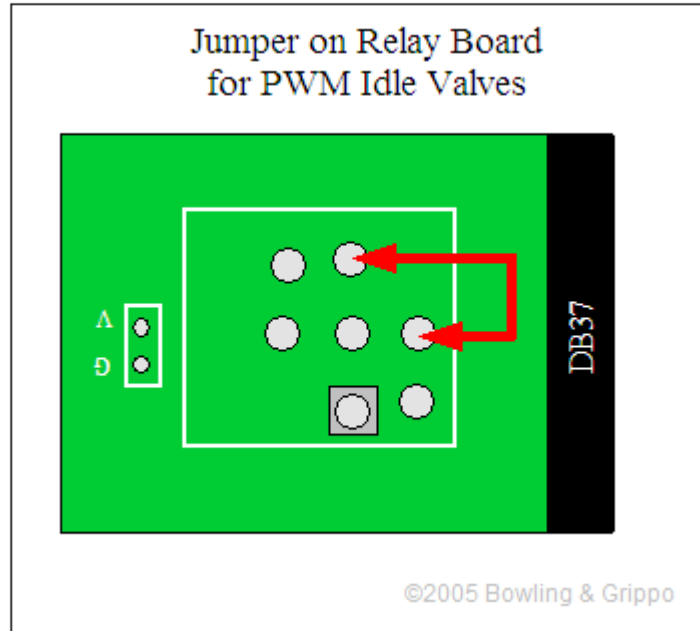 Jumper on Relay Board
for PWM Idle Valves
V
G
DB37
©2005 Bowling & Grippo